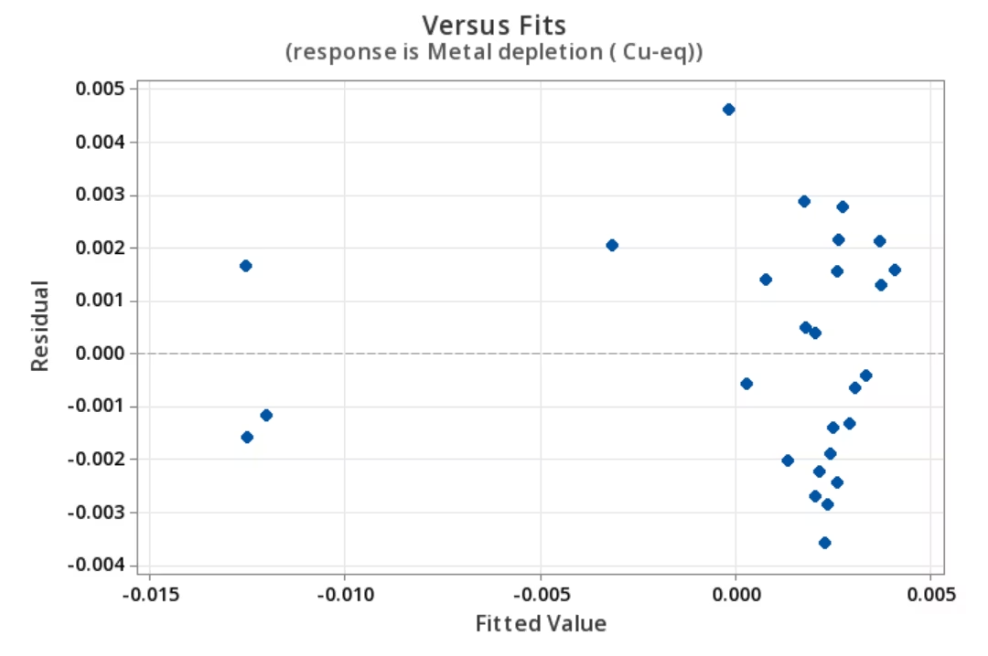 Versus Fits
(response is Metal depletion ( Cu-eq))
0.005
0.004
0.003
0.002
0.001
0.000
-0.001
-0.002
-0.003
-0.004
Residual
-0.015 -0.010 -0.005 0.000 0.005
Fitted Value